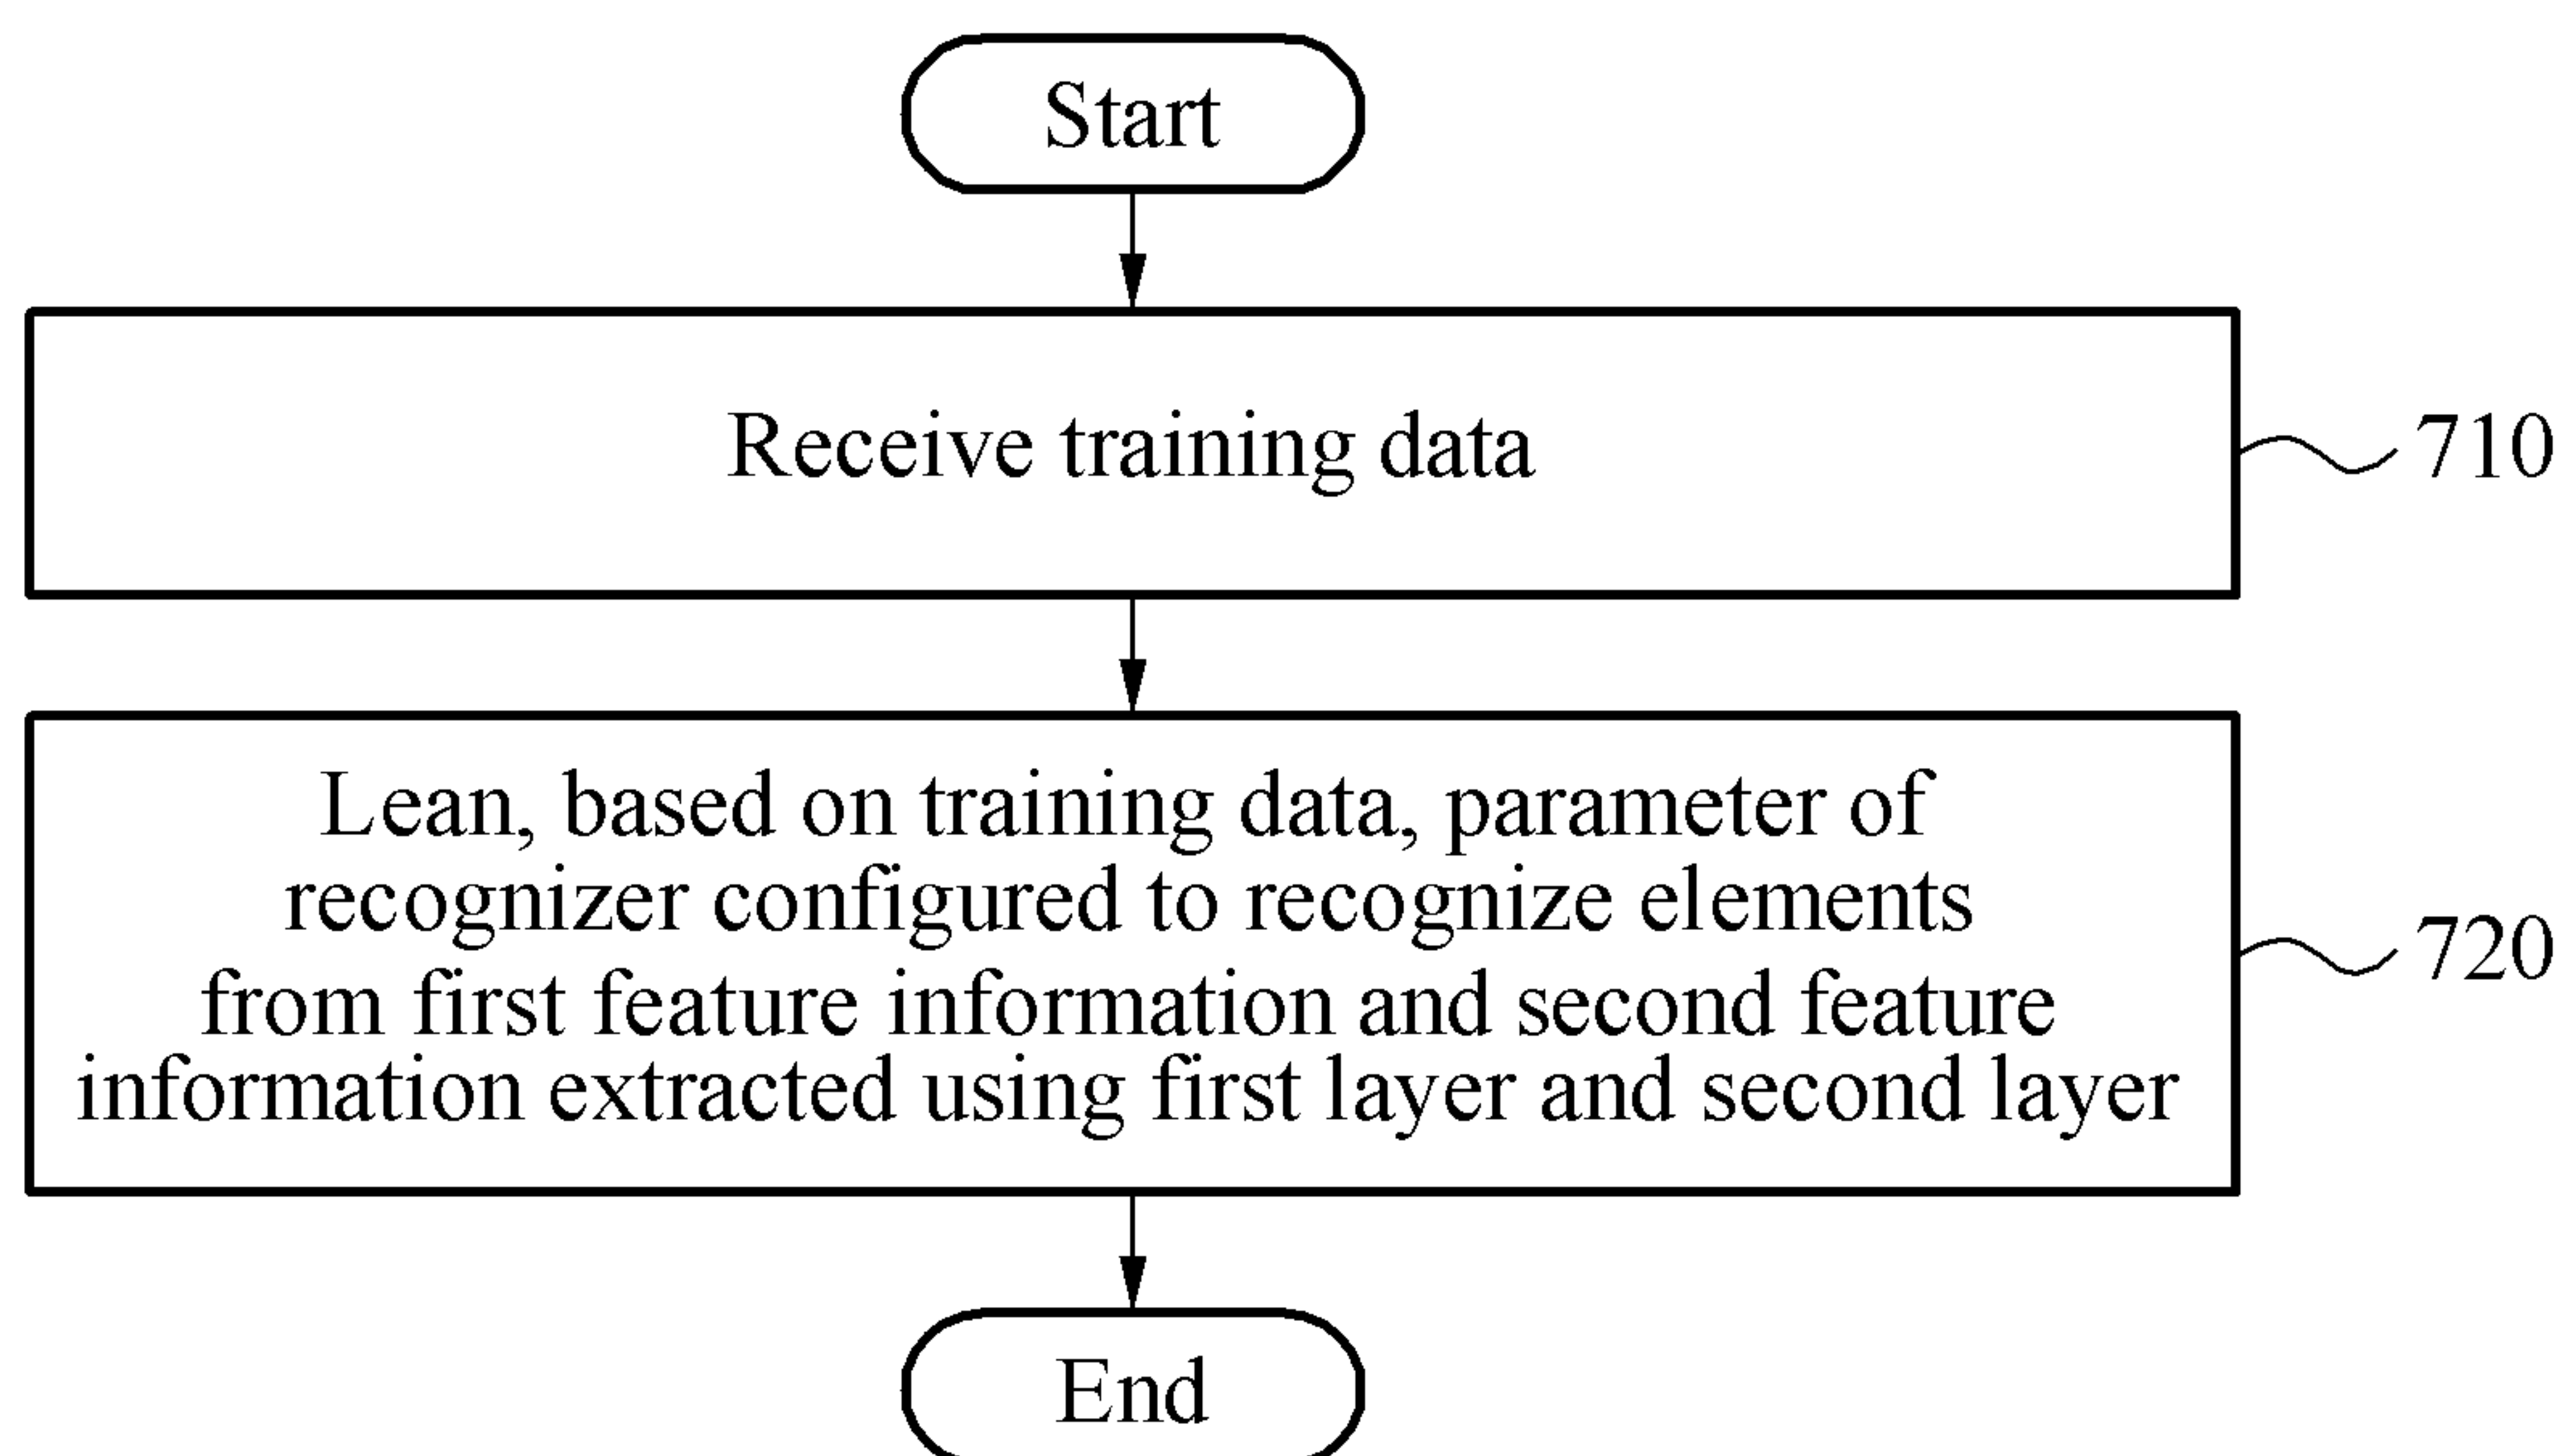 Start
Receive training data
710
Lean, based on training data, parameter of
recognizer configured to recognize elements
from first feature information and second feature
information extracted using first layer and second layer
720
End